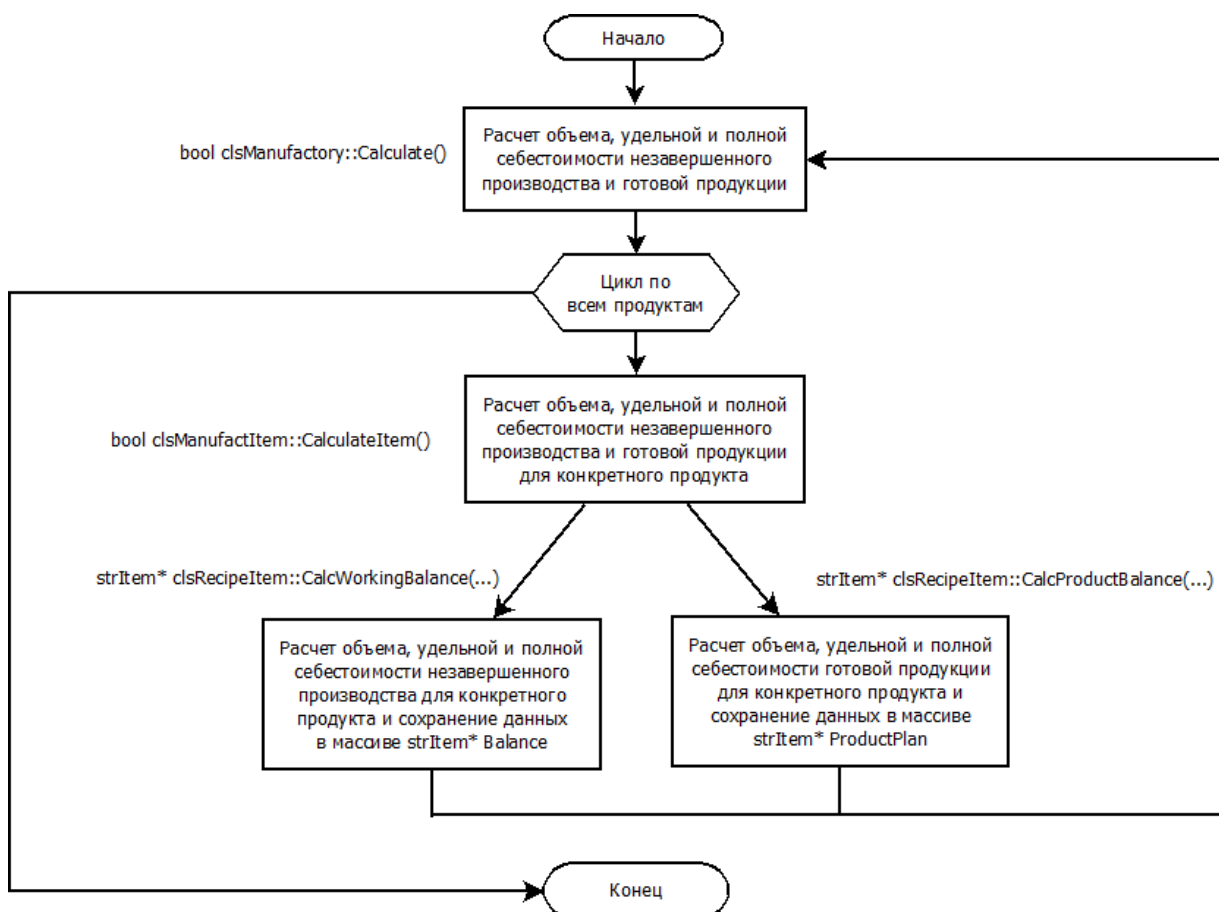 Начало
bool clsManufactory::Calculate()
Расчет объема, удельной и полной
себестоимости незавершенного
производства и готовой продукции
Цикл по
всем продуктам
bool clsManufactItem::CalculateItem()
Расчет объема, удельной и полной
себестоимости незавершенного
производства и готовой продукции
для конкретного продукта
strItem* clsRecipeItem::CalcWorkingBalance(...)
strItem* clsRecipeItem::CalcProductBalance(...)
Расчет объема, удельной и полной
себестоимости незавершенного
производства для конкретного
продукта и сохранение данных
в массиве strItem* Balance
Расчет объема, удельной и полной
себестоимости готовой продукции
для конкретного продукта и
сохранение данных в массиве
strItem* ProductPlan
Конец